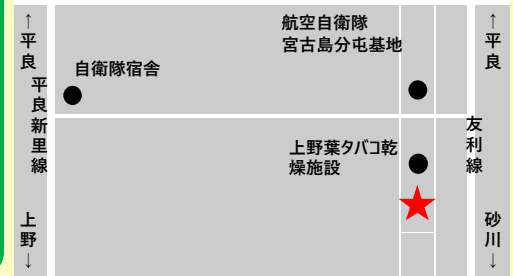 ↑平良
平良新里線
上野↓
自衛隊宿舎
航空自衛隊
宮古島分屯基地
上野葉タバコ乾
燥施設
↑平良
友利線
砂川↓